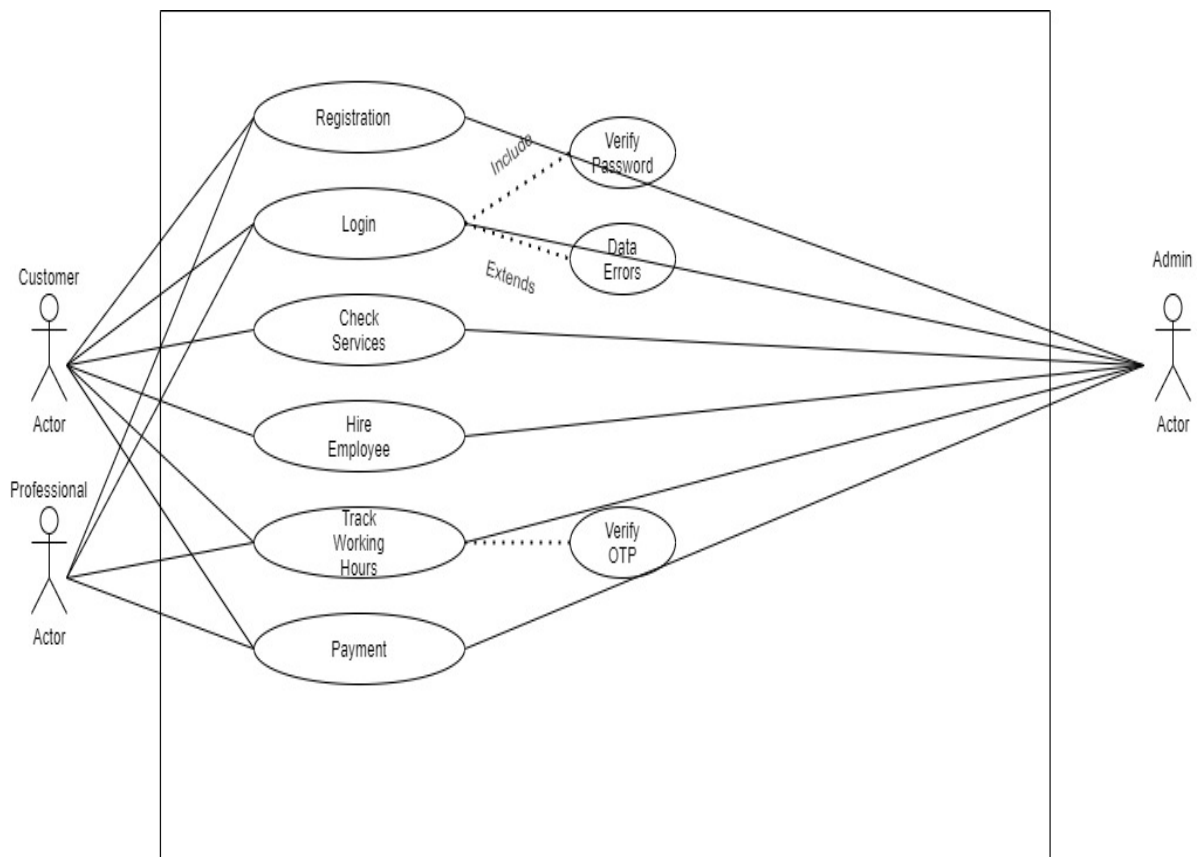 Registration
Include
Verify
Password
Login
Data
Errors
Extends
Customer
Actor
Admin
Actor
Check
Services
Hire
Employee
Professional
Actor
Track
Working
Hours
Verify
OTP
Payment